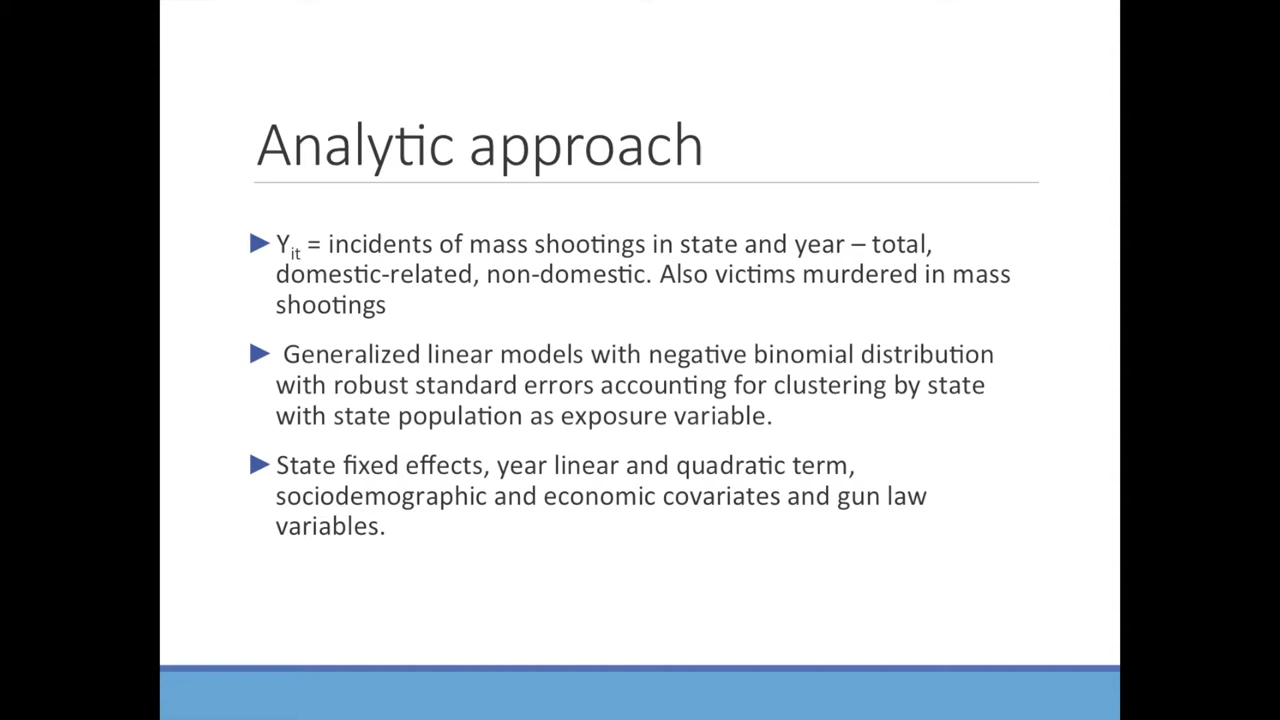 Analytic approach
Yit = incidents of mass shootings in state and year – total,
domestic-related, non-domestic. Also victims murdered in mass
shootings
Generalized linear models with negative binomial distribution
with robust standard errors accounting for clustering by state
with state population as exposure variable.
State fixed effects, year linear and quadratic term,
sociodemographic and economic covariates and gun law
variables.